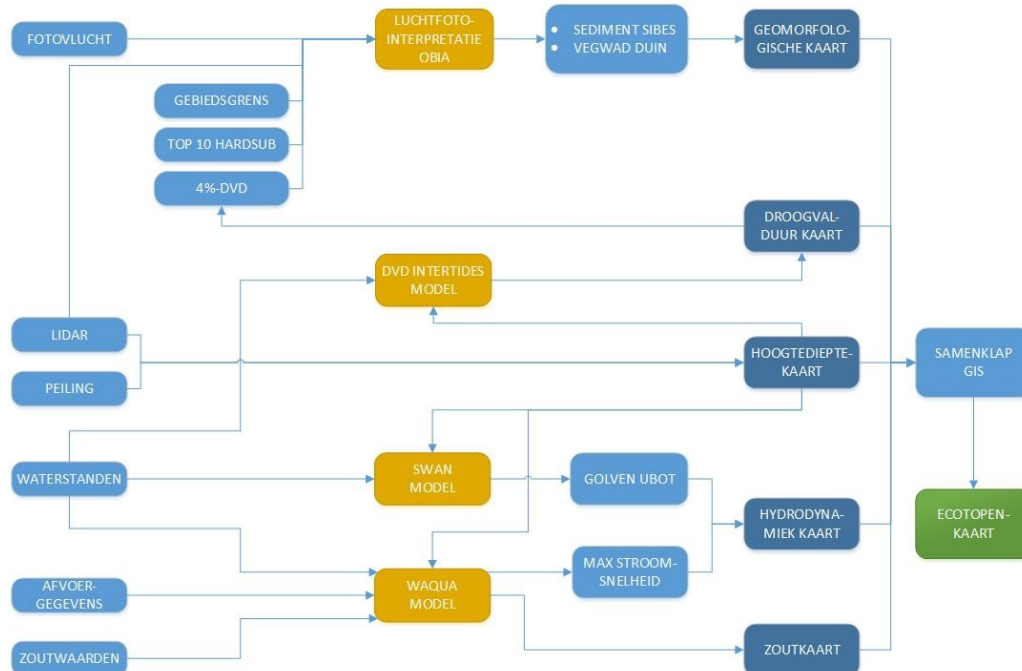 FOTOVLUCHT
LUCHTFOTO-
INTERPRETATIE
OBIA
• SEDIMENT SIBES
• VEGWAD DUIN
GEOMORFOLO-
GISCHE KAART
GEBIEDSGRENS
TOP 10 HARDSUB
4%-DVD
DROOGVAL-
DUUR KAART
DVD INTERTIDES
MODEL
LIDAR
PEILING
HOOGTEDIEPTE-
KAART
SAMENKLAP
GIS
WATERSTANDEN
SWAN
MODEL
GOLVEN UBOT
HYDRODYNA-
MIEK KAART
ECOTOPEN-
KAART
MAX STROOM-
SNELHEID
AFVOER-
GEGEVENS
WAQUA
MODEL
ZOUTWAARDEN
ZOUTKAART